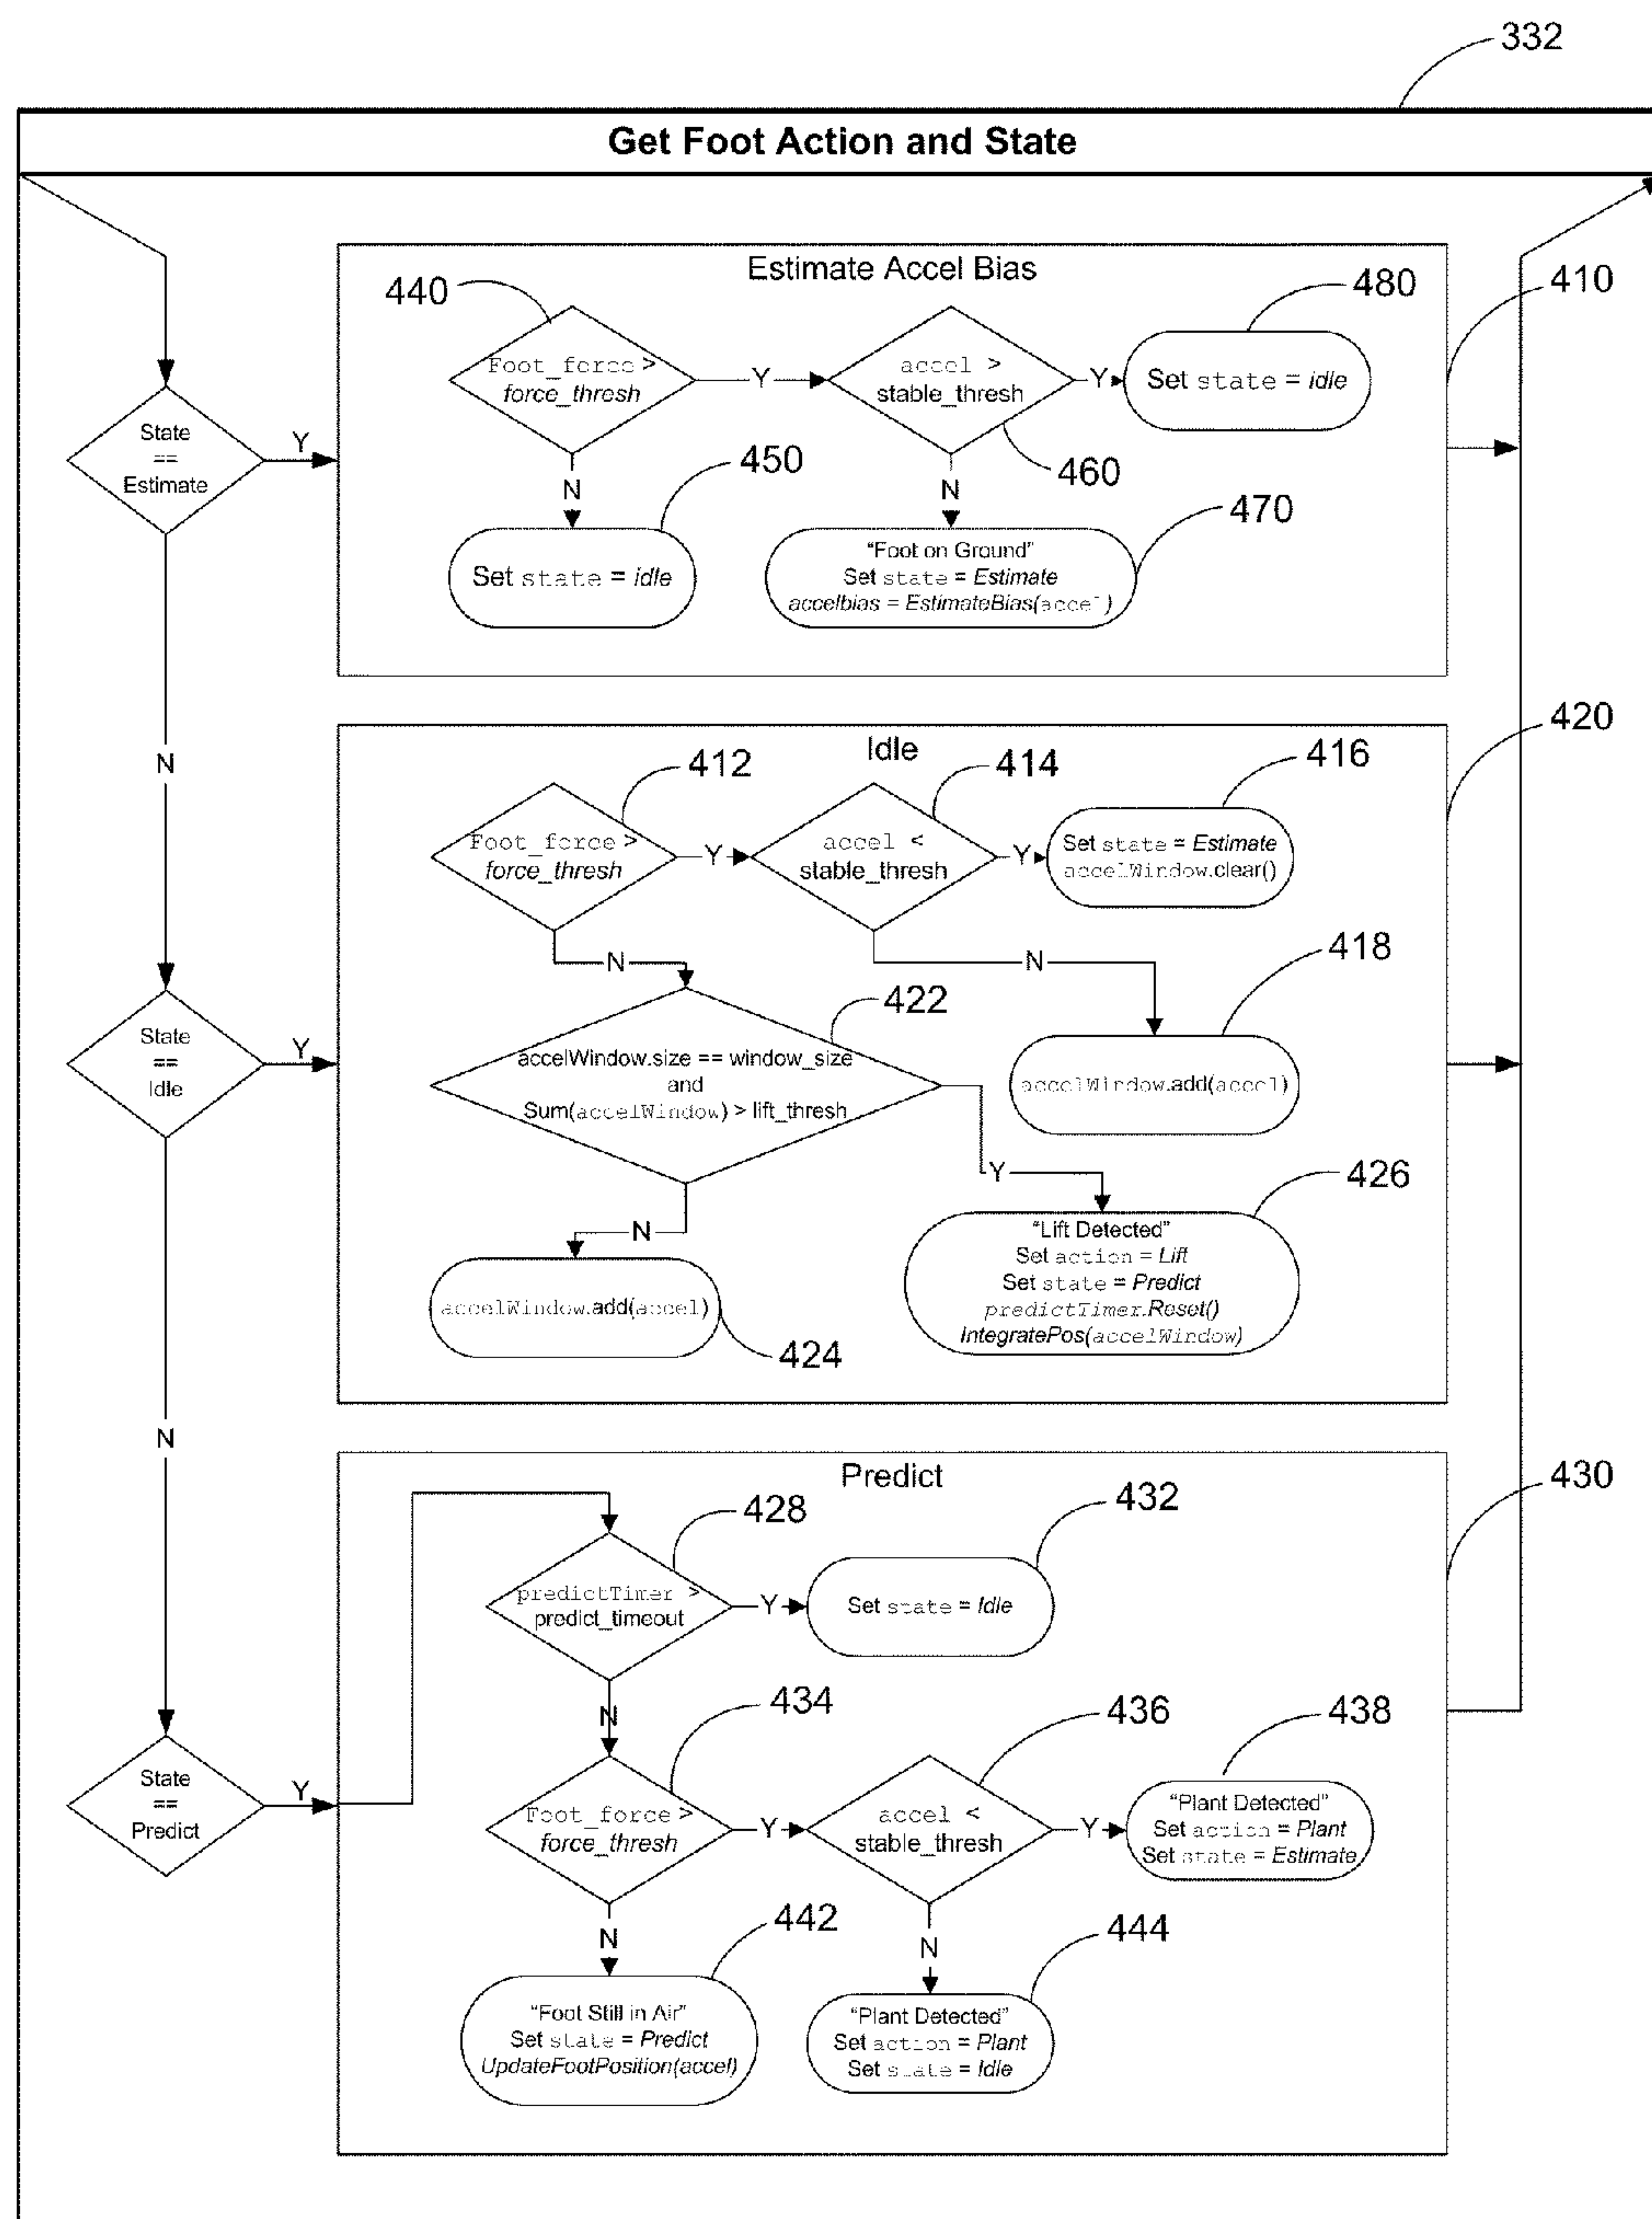 332
Get Foot Action and State
Estimate Accel Bias
440
480
410
Foot_force >
force_thresh
Y
accel >
stable_thresh
Y
Set state = idle
State
==
Estimate
Y
N
450
N
460
470
Set state = idle
"Foot on Ground"
Set state = Estimate
accelbias = EstimateBias(accel)
N
420
Idle
412
414
416
Foot_force >
force_thresh
Y
accel <
stable_thresh
Y
Set state = Estimate
accelWindow.clear()
N
N
418
422
State
==
Idle
Y
accelWindow.size == window_size
and
Sum(accelWindow) > lift_thresh
accelWindow.add(accel)
Y
426
N
"Lift Detected"
Set action = Lift
Set state = Predict
predictTimer.Reset()
IntegratePos(accelWindow)
accelWindow.add(accel)
424
N
430
Predict
428
432
predictTimer >
predict_timeout
Y
Set state = Idle
N
434
436
438
State
==
Predict
Y
Foot_force >
force_thresh
Y
accel <
stable_thresh
Y
"Plant Detected"
Set action = Plant
Set state = Estimate
N
442
N
444
"Foot Still in Air"
Set state = Predict
UpdateFootPosition(accel)
"Plant Detected"
Set action = Plant
Set state = Idle